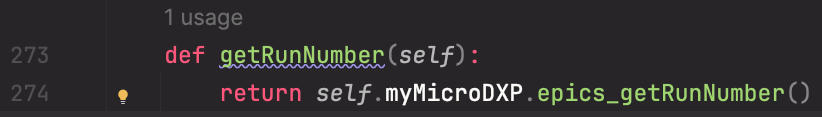 1 usage
273 def getRunNumber(self):
274 return self.myMicroDXP.epics_getRunNumber()